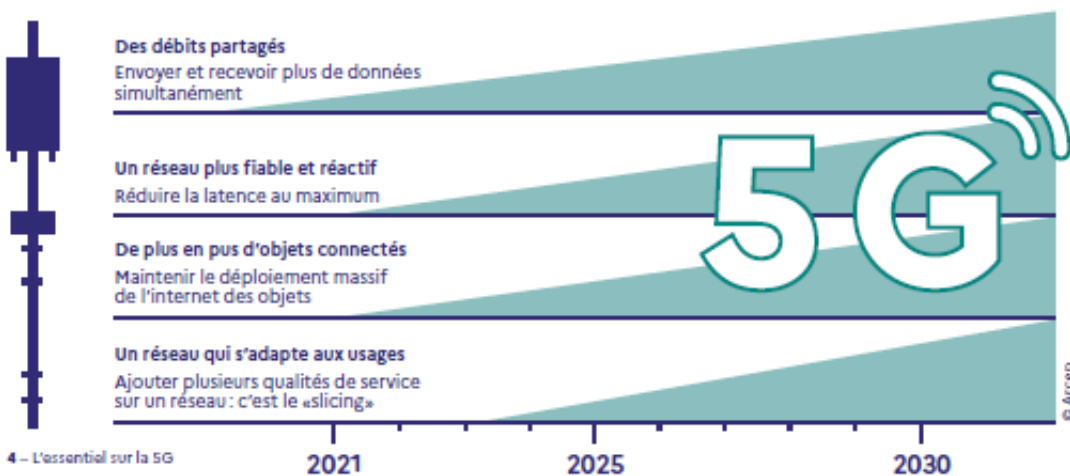 Des débits partagés
Envoyer et recevoir plus de données
simultanément
Un réseau plus fiable et réactif
Réduire la latence au maximum
5G
De plus en pus d'objets connectés
Maintenir le déploiement massif
de l'internet des objets
Un réseau qui s'adapte aux usages
Ajouter plusieurs qualités de service
sur un réseau : c'est le «slicing»
© Arcep
4 – L'essentiel sur la 5G
2021 2025 2030